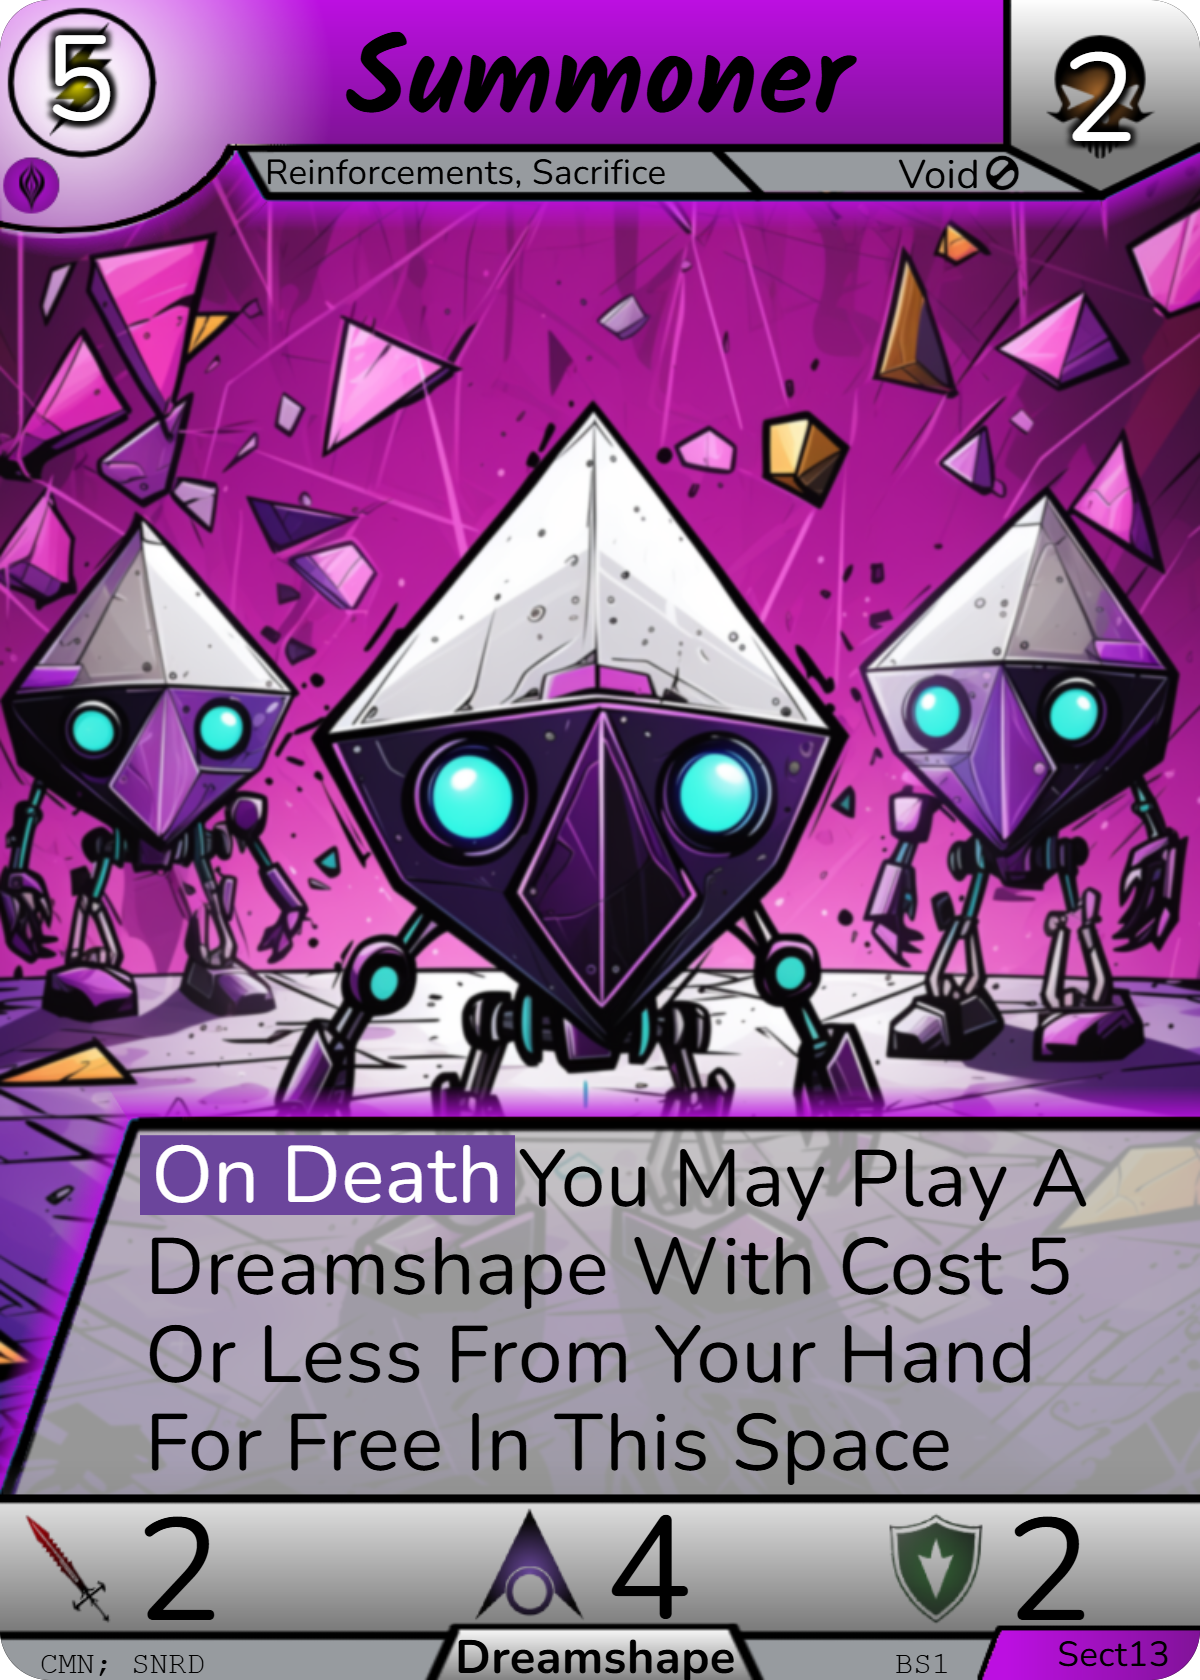 5
Summoner
2
Reinforcements, Sacrifice
Void
On Death You May Play A
Dreamshape With Cost 5
Or Less From Your Hand
For Free In This Space
2
4
2
CMN; SNRD
Dreamshape
BS1
Sect13